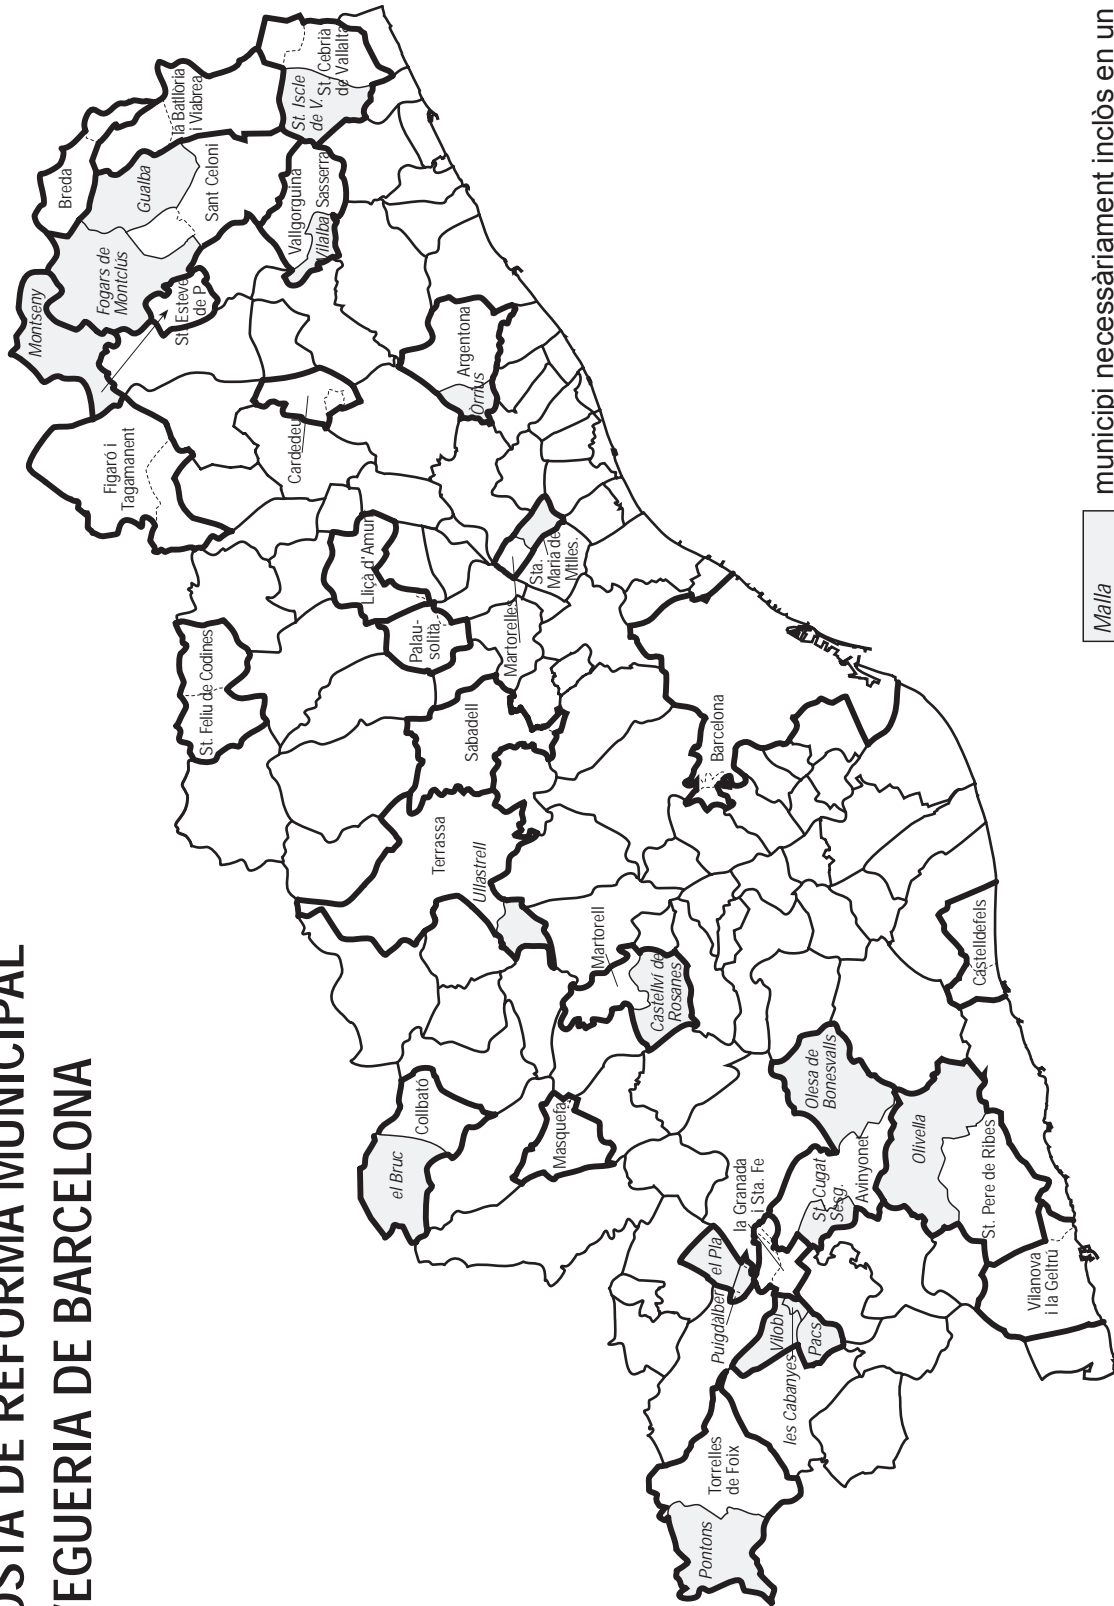 OSTA DE REFORMA MUNICIPAL
VEGUERIA DE BARCELONA
Montseny
Breda
Fogars de
Montclús
Gualba
la Batllòria
i Viabrea
St. Esteve
de P.
Sant Celoni
St. Iscle
de V.
St. Cebrià
de Vallalta
Vallgorguina
Vilalba Sasserra
Figaró i
Tagamanent
Cardedeu
Argentona
Òrrius
St. Feliu de Codines
Lliçà d'Amunt
Palau-
solità
Martorelles
Sta.
Maria de
Mtlles.
Sabadell
Terrassa
Ullastrell
Barcelona
Martorell
Castellví de
Rosanes
Castelldefels
el Bruc
Collbató
Masquefa
Olesa de
Bonesvalls
Olivella
la Granada
i Sta. Fe
St. Cugat
Sesg.
Avinyonet
St. Pere de Ribes
Vilanova
i la Geltrú
el Pla
Puigdàlber
Vilobí
Pacs
les Cabanyes
Torrelles
de Foix
Pontons
Malla
municipi necessàriament inclòs en un